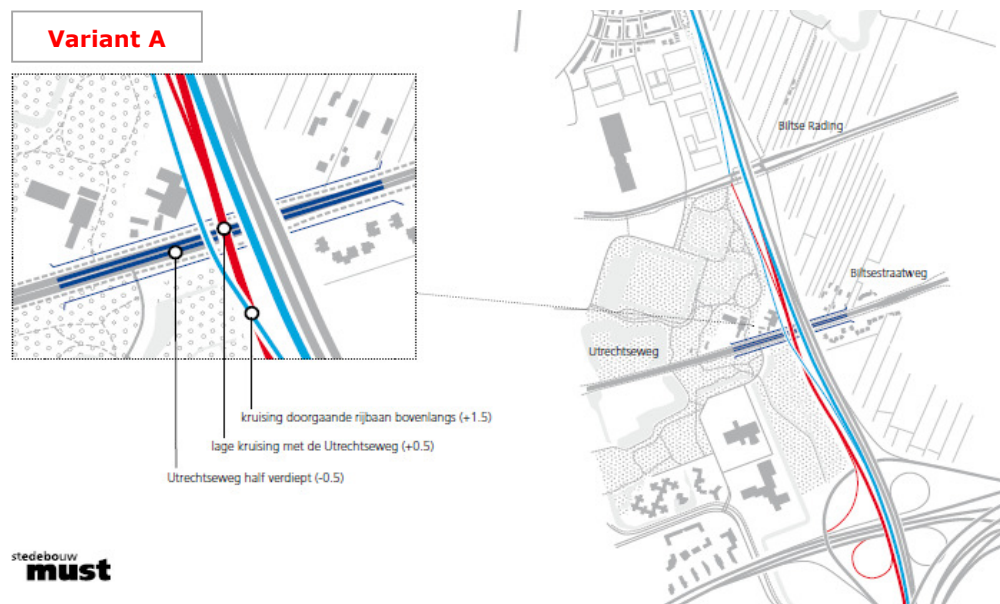 Variant A
Biltse Rading
Biltsestraatweg
Utrechtseweg
kruising doorgaande rijbaan bovenlangs (+1.5)
lage kruising met de Utrechtseweg (+0.5)
Utrechtseweg half verdiept (-0.5)
stedebouw
must